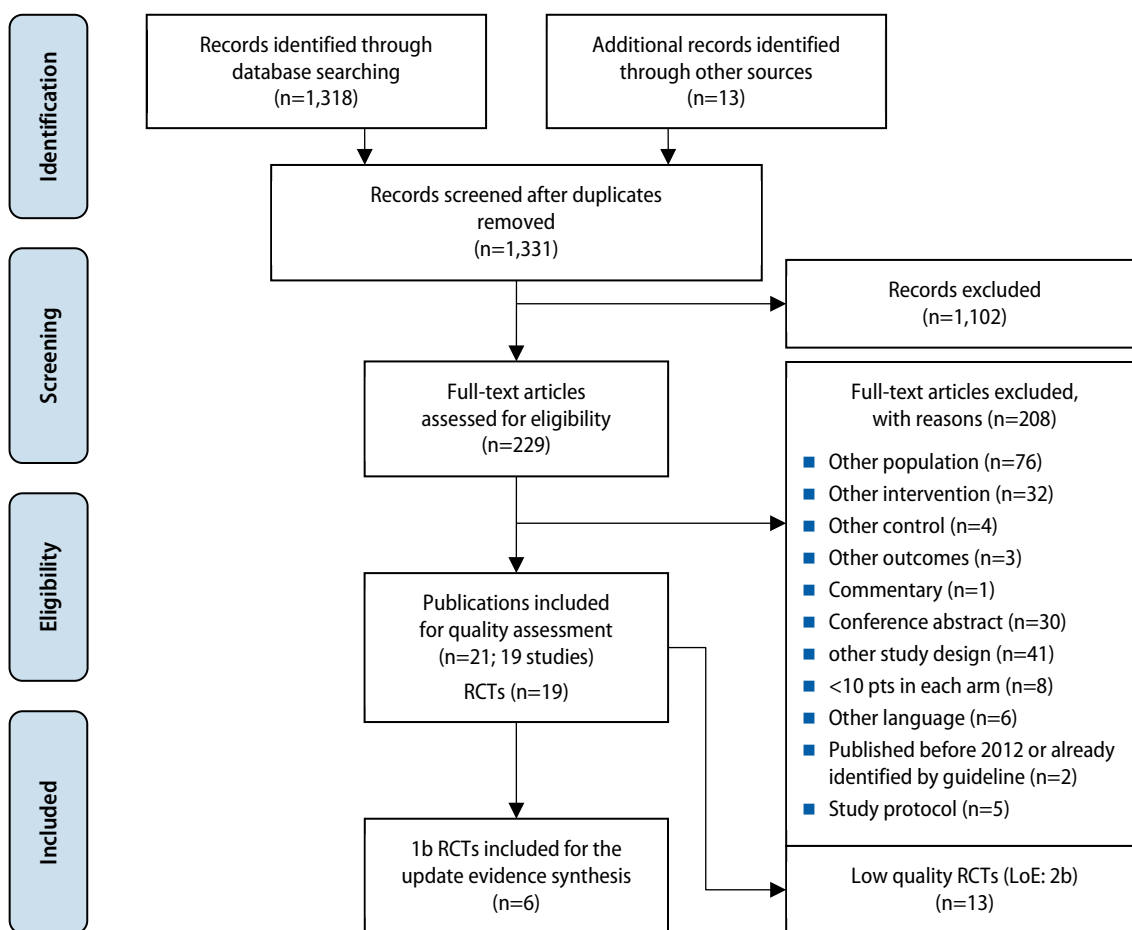 Identification
Records identified through
database searching
(n=1,318)
Additional records identified
through other sources
(n=13)
Records screened after duplicates
removed
(n=1,331)
Screening
Records excluded
(n=1,102)
Full-text articles
assessed for eligibility
(n=229)
Full-text articles excluded,
with reasons (n=208)
Other population (n=76)
Other intervention (n=32)
Other control (n=4)
Other outcomes (n=3)
Commentary (n=1)
Conference abstract (n=30)
other study design (n=41)
<10 pts in each arm (n=8)
Other language (n=6)
Published before 2012 or already
identified by guideline (n=2)
Study protocol (n=5)
Eligibility
Publications included
for quality assessment
(n=21; 19 studies)
RCTs (n=19)
Included
1b RCTs included for the
update evidence synthesis
(n=6)
Low quality RCTs (LoE: 2b)
(n=13)